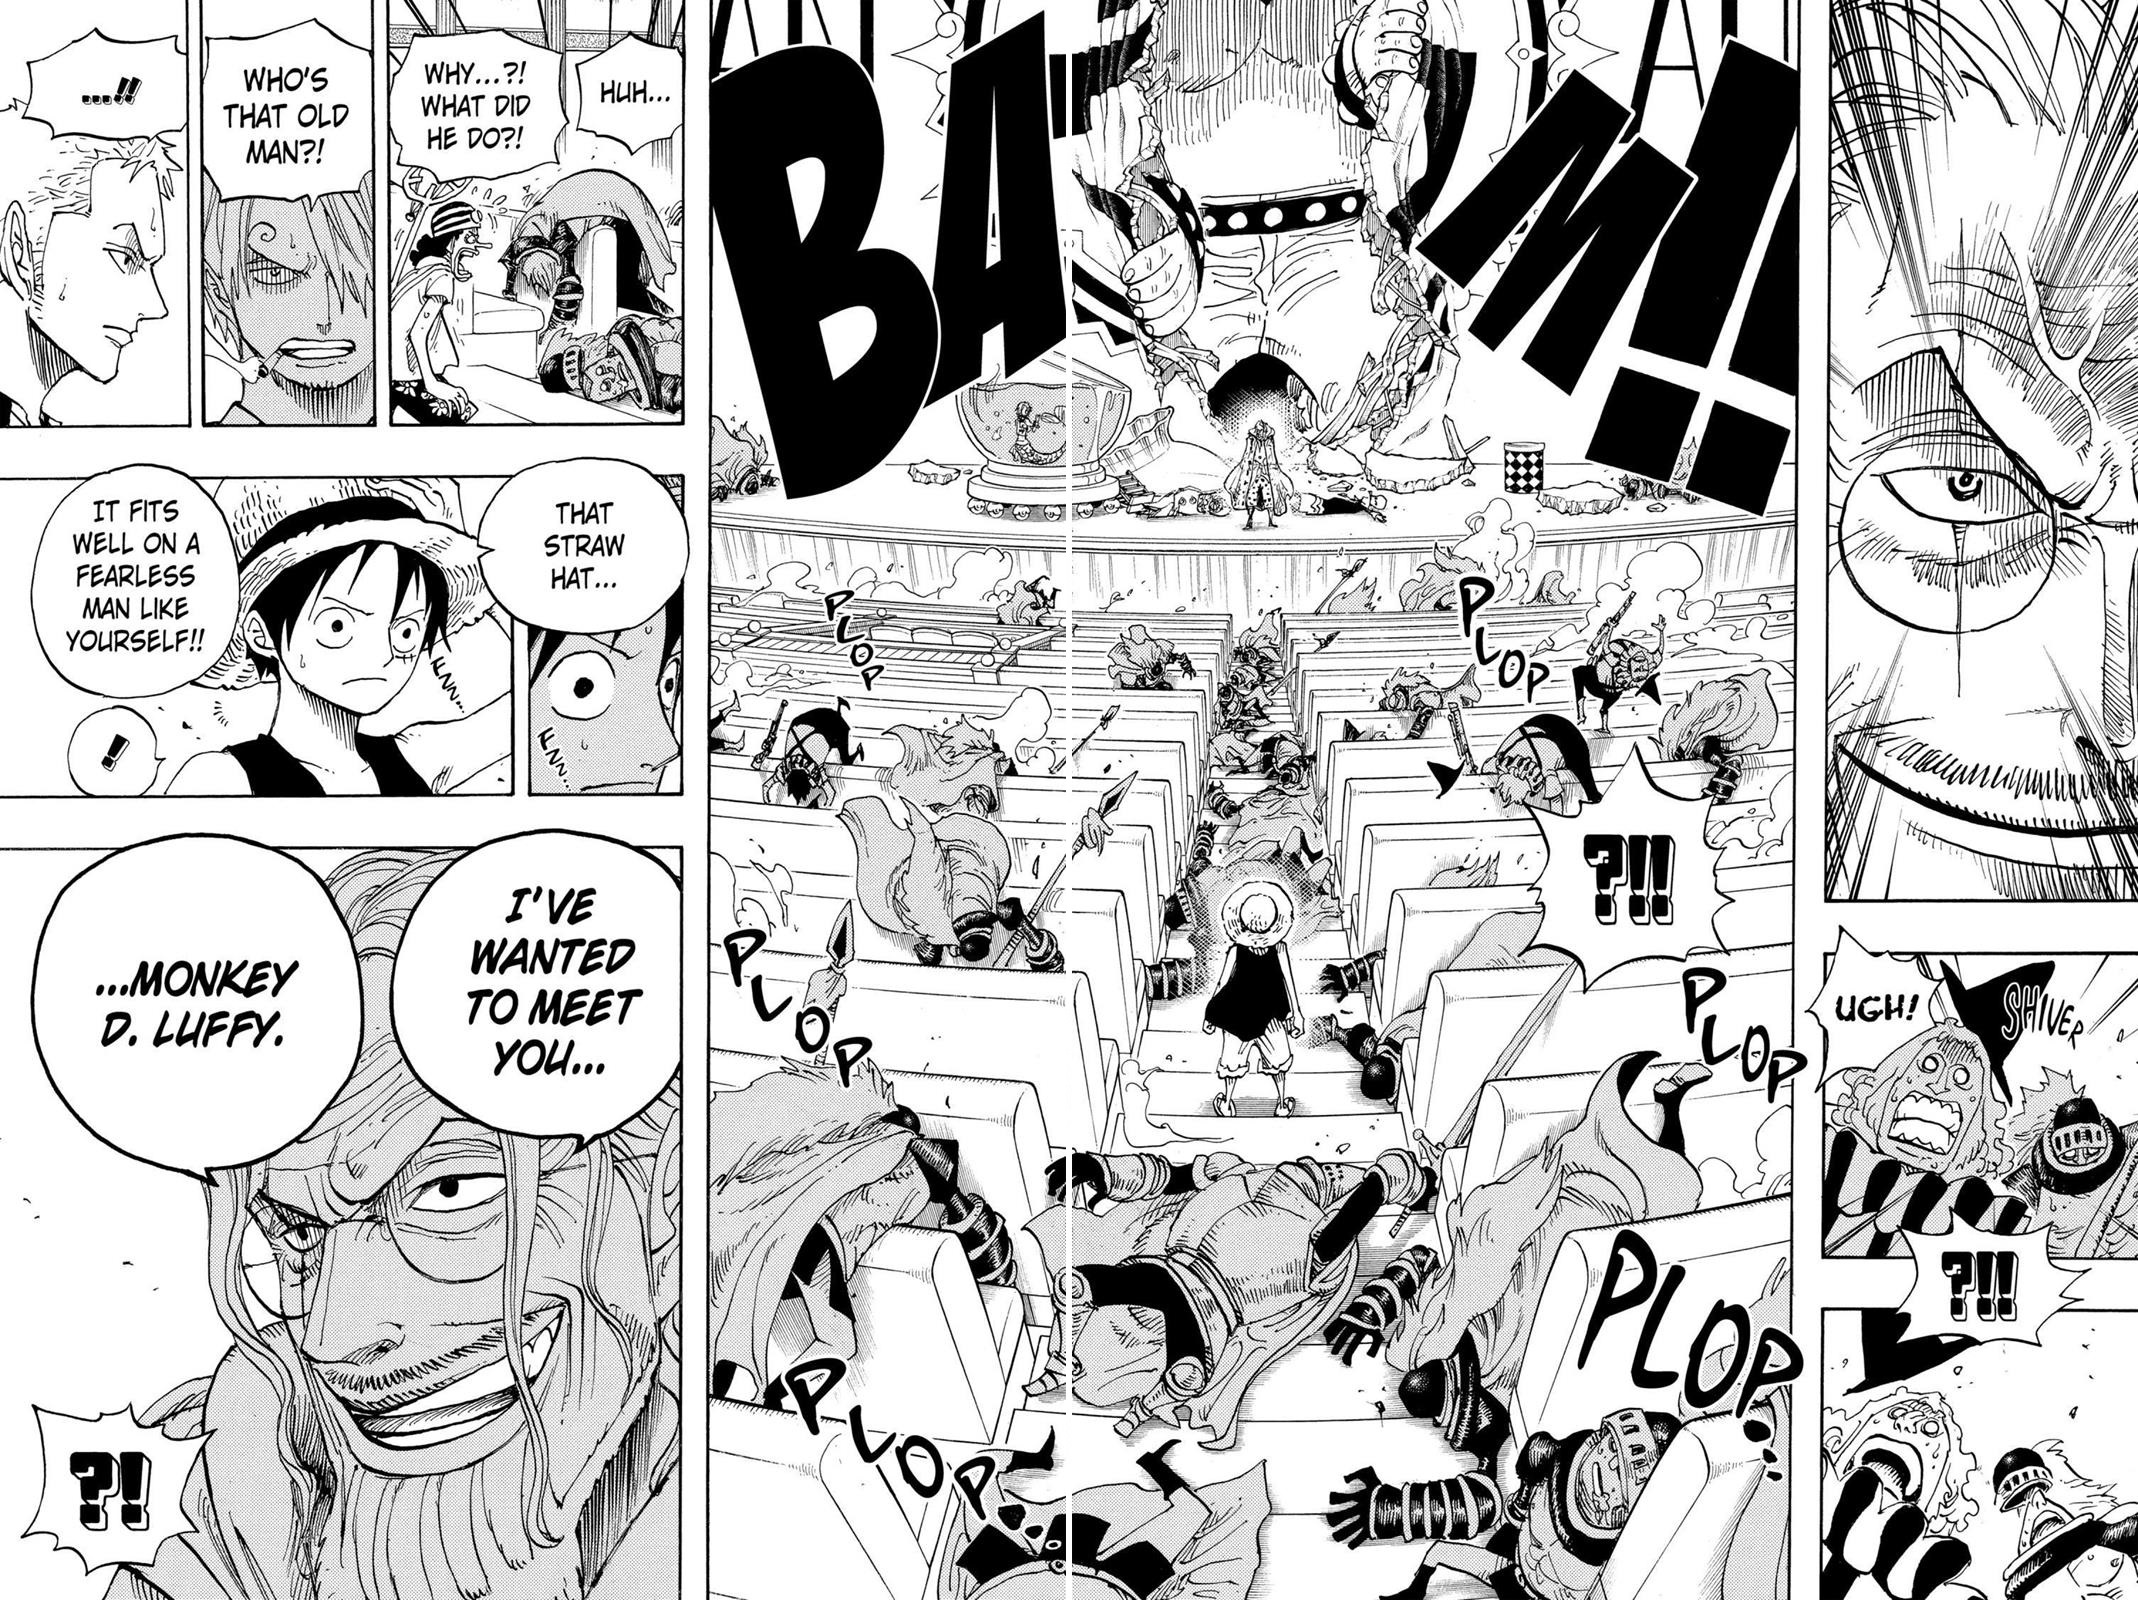 UGH!
SHIVER
?!!
BAM!!
?!!
PLOP
PLOP
PLOP
PLOP
PLOP
PLOP...
HUH...
WHY...?!
WHAT DID
HE DO?!
WHO'S
THAT OLD
MAN?!
...!!
THAT
STRAW
HAT...
IT FITS
WELL ON A
FEARLESS
MAN LIKE
YOURSELF!!
!
I'VE
WANTED
TO MEET
YOU...
...MONKEY
D. LUFFY.
?!